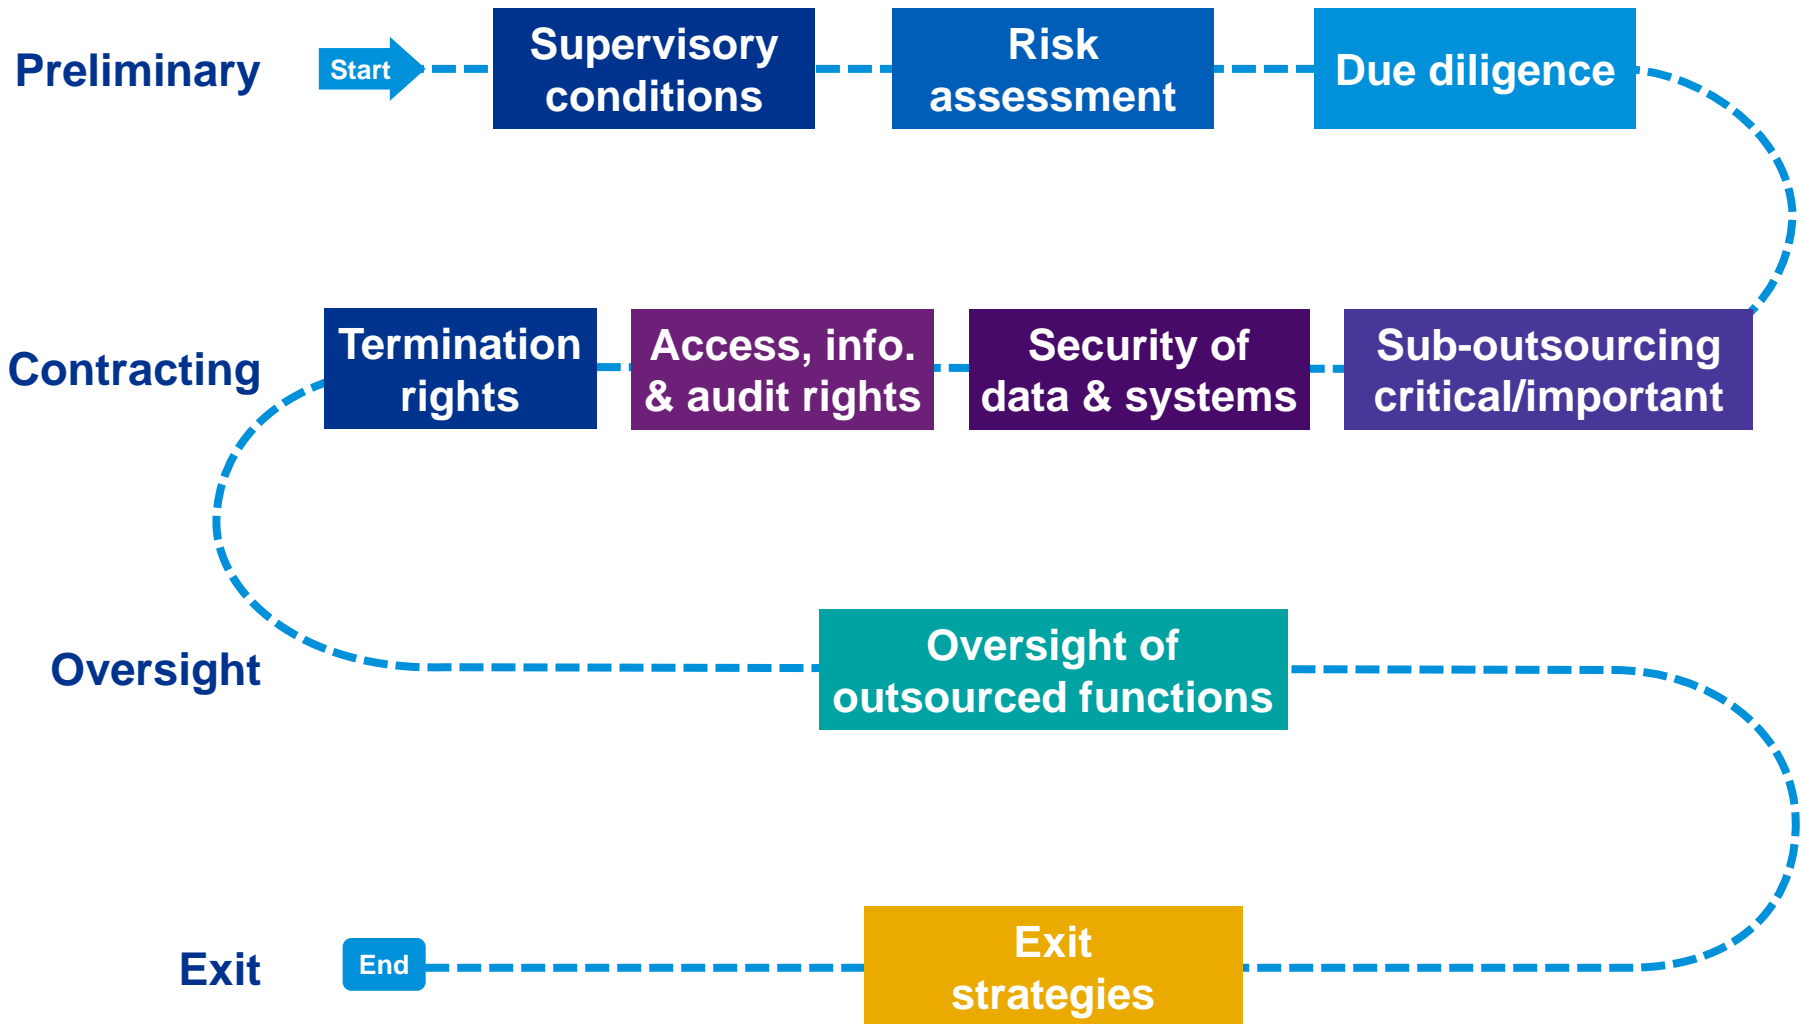 Preliminary
Start
Supervisory
conditions
Risk
assessment
Due diligence
Contracting
Termination
rights
Access, info.
& audit rights
Security of
data & systems
Sub-outsourcing
critical/important
Oversight
Oversight of
outsourced functions
Exit
End
Exit
strategies